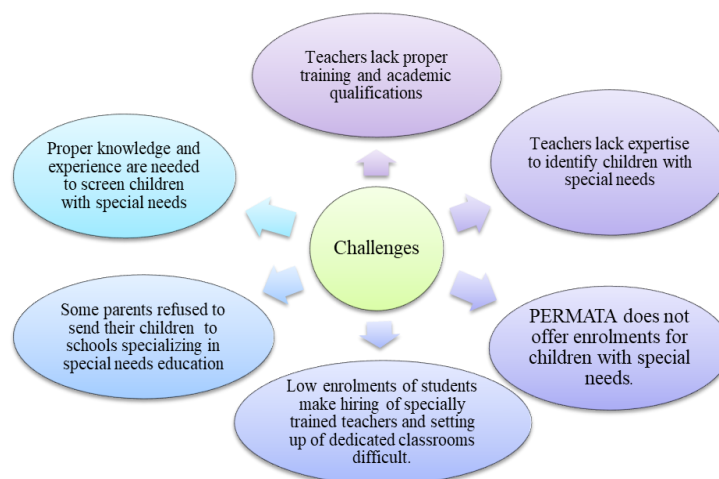 Teachers lack proper
training and academic
qualifications
Teachers lack expertise
to identify children with
special needs
PERMATA does not
offer enrolments for
children with special
needs.
Low enrolments of students
make hiring of specially
trained teachers and setting
up of dedicated classrooms
difficult.
Some parents refused to
send their children to
schools specializing in
special needs education
Proper knowledge and
experience are needed
to screen children
with special needs
Challenges